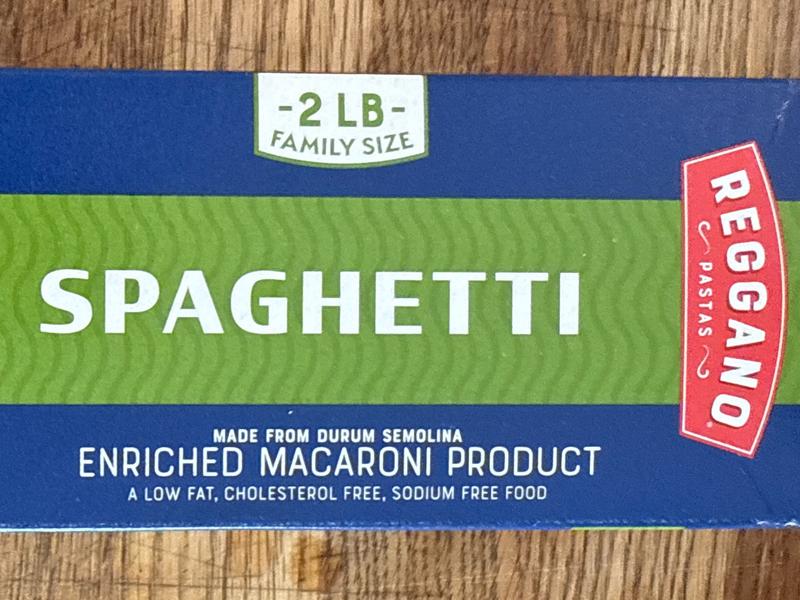 -2 LB-
FAMILY SIZE
SPAGHETTI
MADE FROM DURUM SEMOLINA
ENRICHED MACARONI PRODUCT
A LOW FAT, CHOLESTEROL FREE, SODIUM FREE FOOD
REGGANO
PASTAS